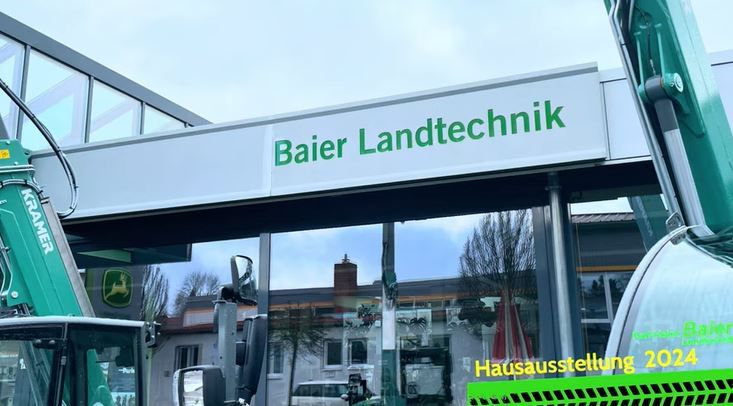 Baier Landtechnik
KRAMER
Baier
Hausausstellung 2024